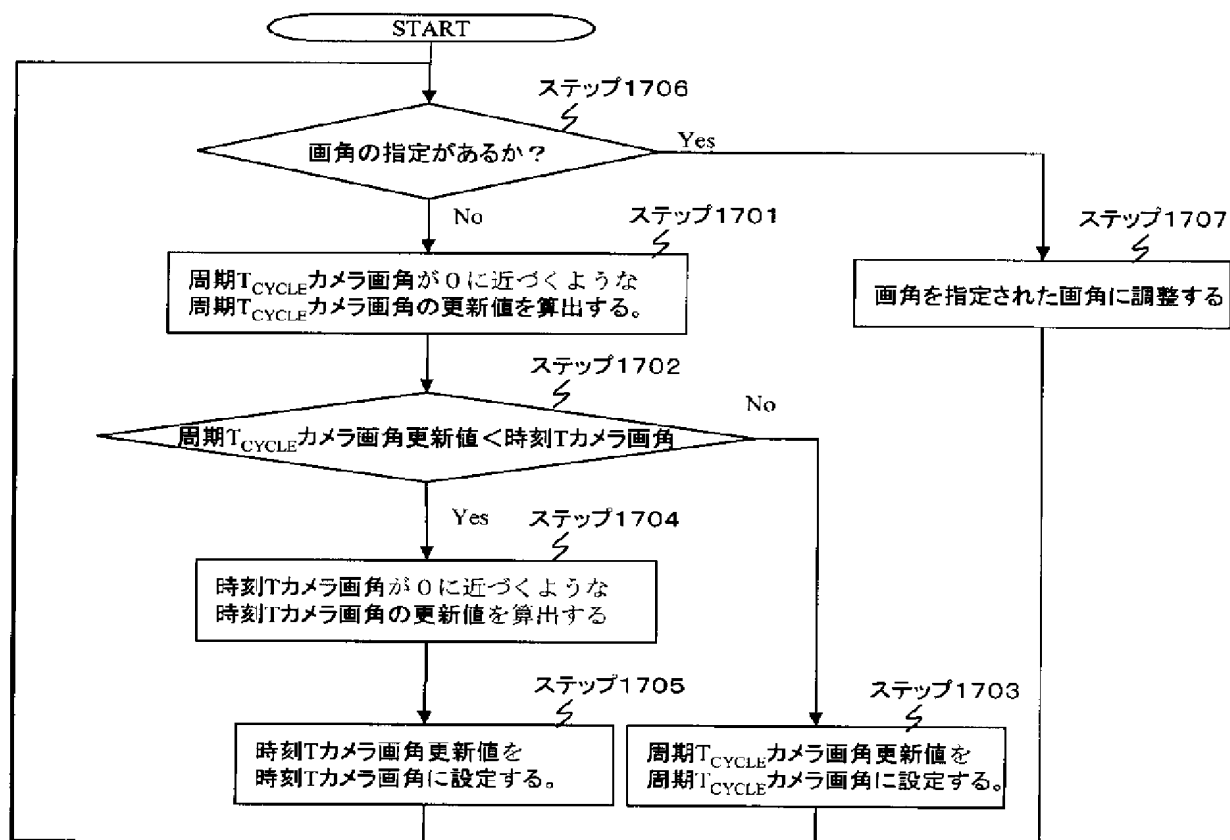 START
ステップ1706
画角の指定があるか？
Yes
No
ステップ1701
周期TCYCLEカメラ画角が０に近づくような
周期TCYCLEカメラ画角の更新値を算出する。
ステップ1707
画角を指定された画角に調整する
ステップ1702
周期TCYCLEカメラ画角更新値＜時刻Tカメラ画角
No
Yes
ステップ1704
時刻Tカメラ画角が０に近づくような
時刻Tカメラ画角の更新値を算出する
ステップ1705
時刻Tカメラ画角更新値を
時刻Tカメラ画角に設定する。
ステップ1703
周期TCYCLEカメラ画角更新値を
周期TCYCLEカメラ画角に設定する。